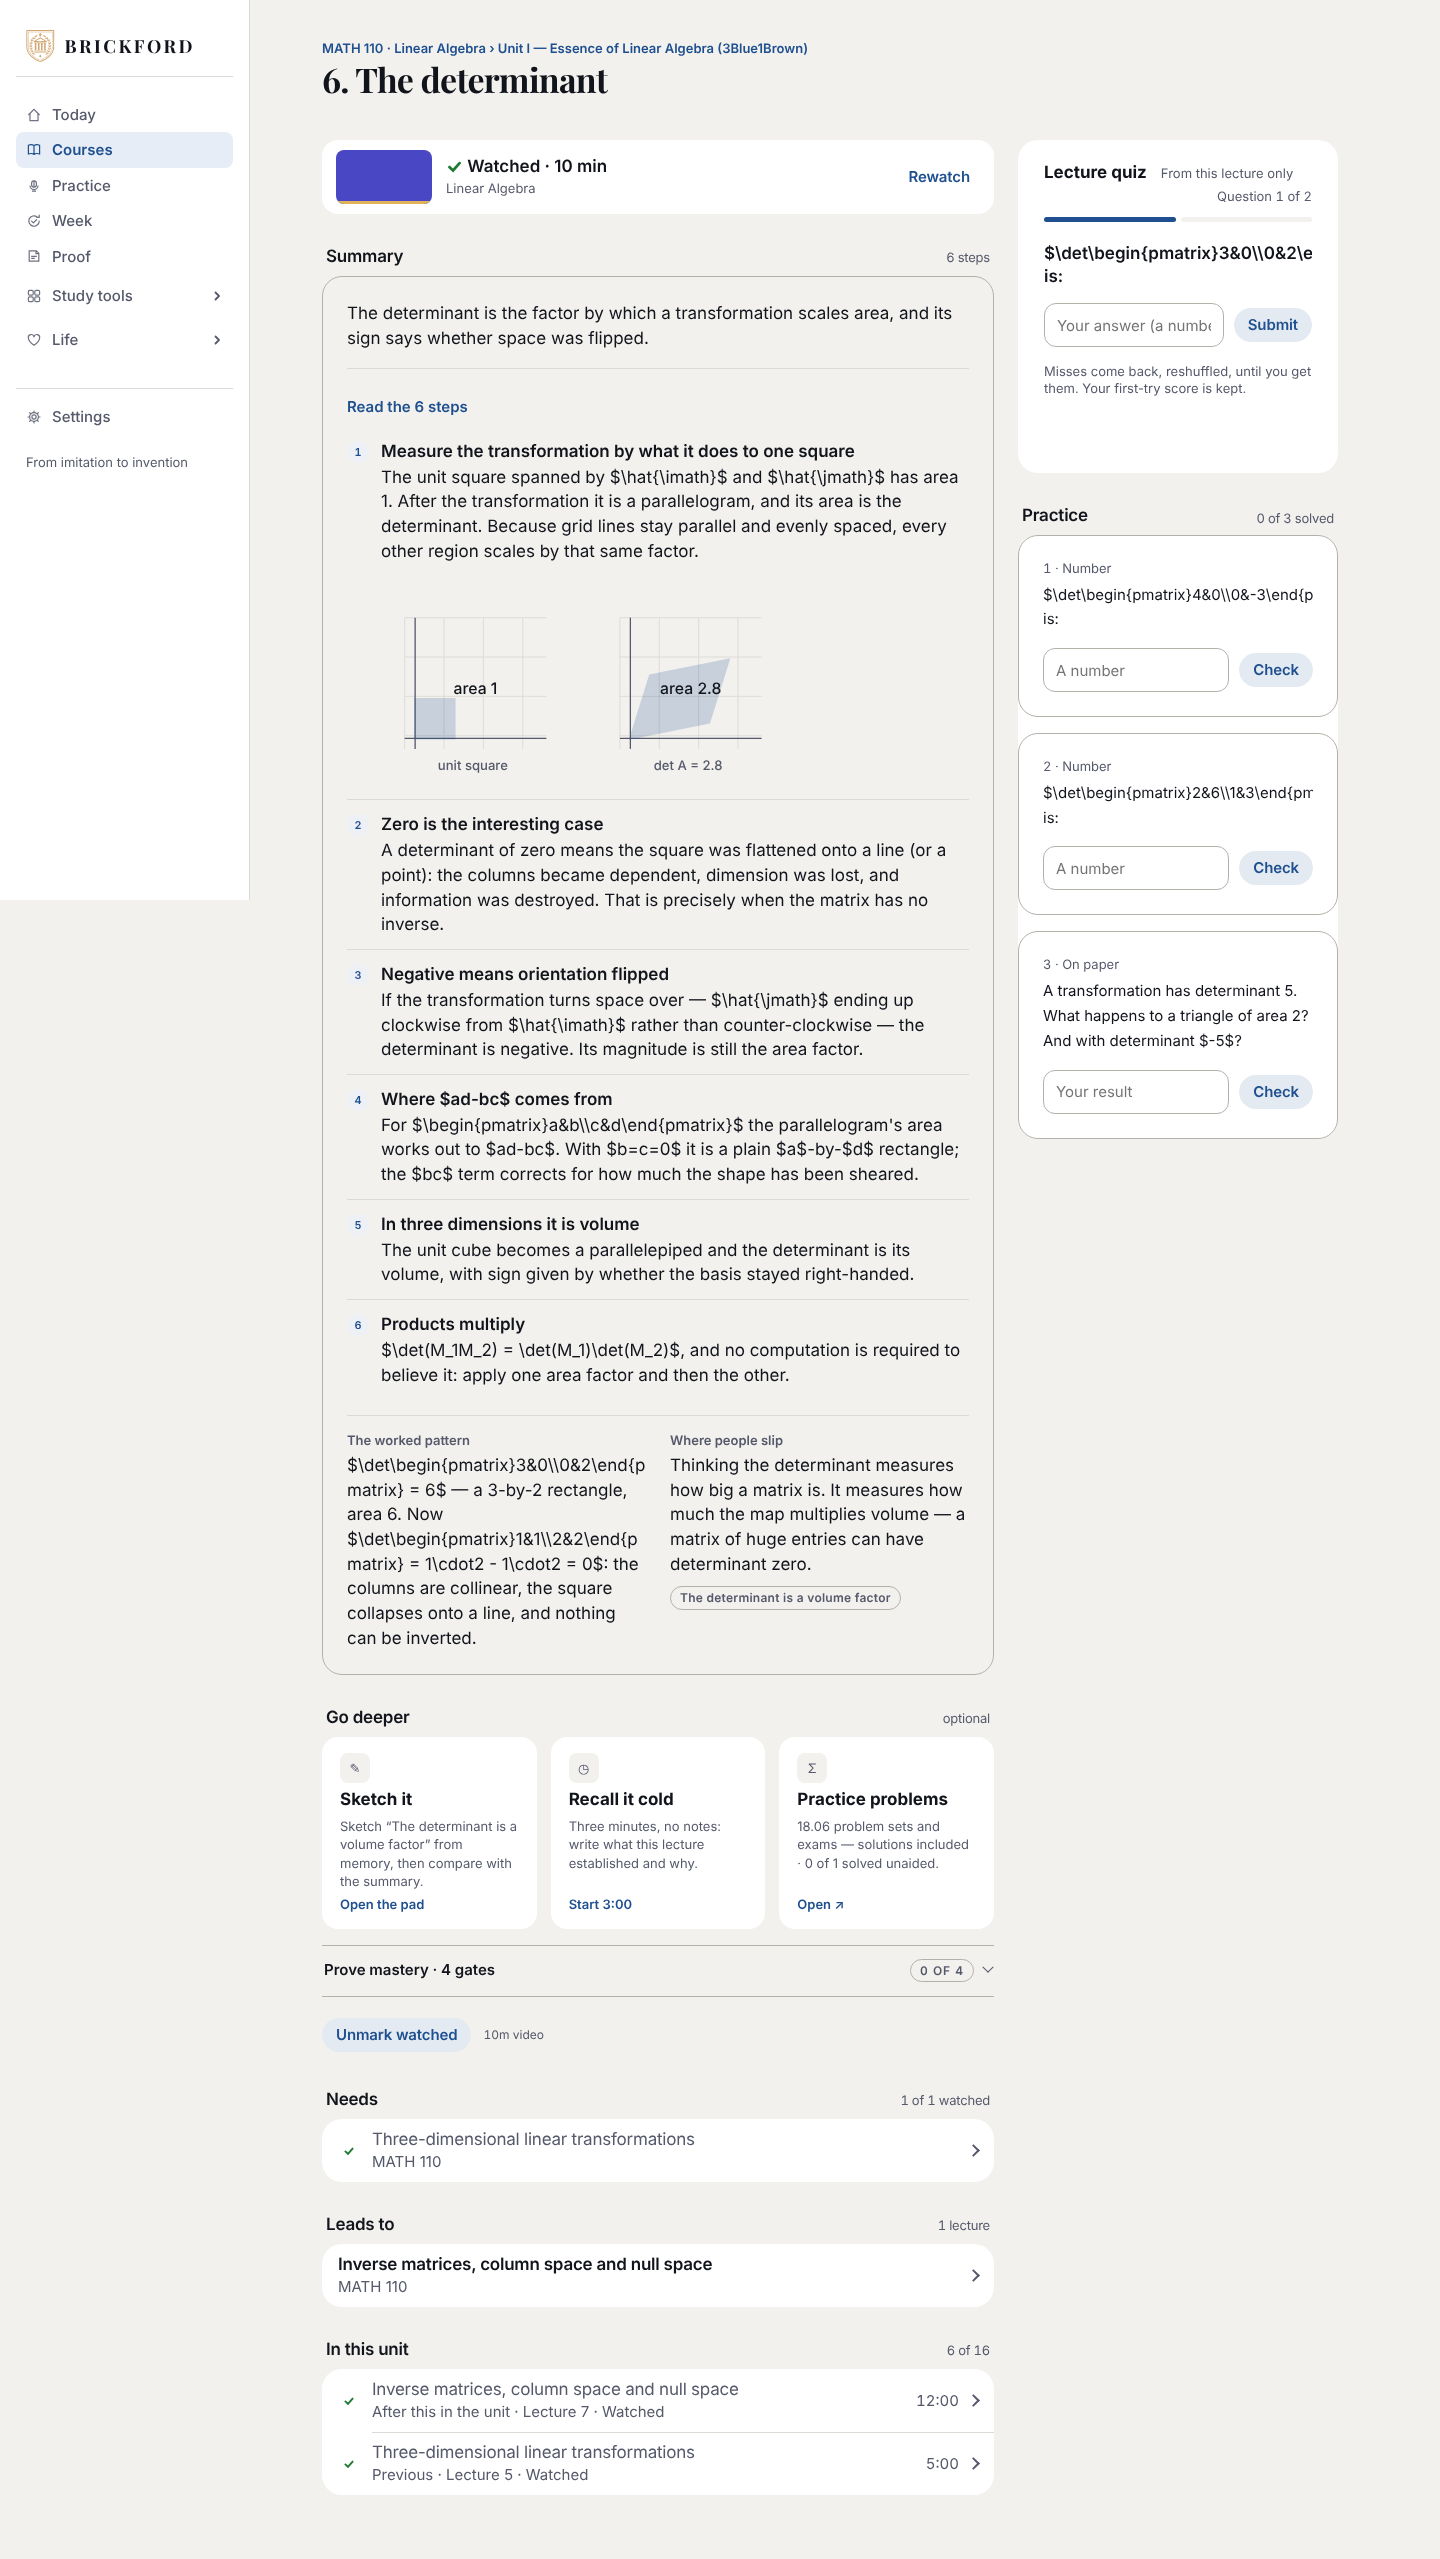 BRICKFORD
Today
Courses
Practice
Week
Proof
Study tools
Life
Settings
From imitation to invention
MATH 110 · Linear Algebra › Unit I — Essence of Linear Algebra (3Blue1Brown)
6. The determinant
Watched · 10 min
Linear Algebra
Rewatch
Summary
6 steps
The determinant is the factor by which a transformation scales area, and its
sign says whether space was flipped.
Read the 6 steps
1
Measure the transformation by what it does to one square
The unit square spanned by $\hat{\imath}$ and $\hat{\jmath}$ has area
1. After the transformation it is a parallelogram, and its area is the
determinant. Because grid lines stay parallel and evenly spaced, every
other region scales by that same factor.
area 1
area 2.8
unit square
det A = 2.8
2
Zero is the interesting case
A determinant of zero means the square was flattened onto a line (or a
point): the columns became dependent, dimension was lost, and
information was destroyed. That is precisely when the matrix has no
inverse.
3
Negative means orientation flipped
If the transformation turns space over — $\hat{\jmath}$ ending up
clockwise from $\hat{\imath}$ rather than counter-clockwise — the
determinant is negative. Its magnitude is still the area factor.
4
Where $ad-bc$ comes from
For $\begin{pmatrix}a&b\\c&d\end{pmatrix}$ the parallelogram's area
works out to $ad-bc$. With $b=c=0$ it is a plain $a$-by-$d$ rectangle;
the $bc$ term corrects for how much the shape has been sheared.
5
In three dimensions it is volume
The unit cube becomes a parallelepiped and the determinant is its
volume, with sign given by whether the basis stayed right-handed.
6
Products multiply
$\det(M_1M_2) = \det(M_1)\det(M_2)$, and no computation is required to
believe it: apply one area factor and then the other.
The worked pattern
$\det\begin{pmatrix}3&0\\0&2\end{p
matrix} = 6$ — a 3-by-2 rectangle,
area 6. Now
$\det\begin{pmatrix}1&1\\2&2\end{p
matrix} = 1\cdot2 - 1\cdot2 = 0$: the
columns are collinear, the square
collapses onto a line, and nothing
can be inverted.
Where people slip
Thinking the determinant measures
how big a matrix is. It measures how
much the map multiplies volume — a
matrix of huge entries can have
determinant zero.
The determinant is a volume factor
Go deeper
optional
Sketch it
Sketch “The determinant is a
volume factor” from
memory, then compare with
the summary.
Open the pad
Recall it cold
Three minutes, no notes:
write what this lecture
established and why.
Start 3:00
Σ
Practice problems
18.06 problem sets and
exams — solutions included
· 0 of 1 solved unaided.
Open ↗
Prove mastery · 4 gates
0 OF 4
Unmark watched
10m video
Needs
1 of 1 watched
Three-dimensional linear transformations
MATH 110
Leads to
1 lecture
Inverse matrices, column space and null space
MATH 110
In this unit
6 of 16
Inverse matrices, column space and null space
After this in the unit · Lecture 7 · Watched
12:00
Three-dimensional linear transformations
Previous · Lecture 5 · Watched
5:00
Lecture quiz
From this lecture only
Question 1 of 2
$\det\begin{pmatrix}3&0\\0&2\e
is:
Your answer (a numbe
Submit
Misses come back, reshuffled, until you get
them. Your first-try score is kept.
Practice
0 of 3 solved
1 · Number
$\det\begin{pmatrix}4&0\\0&-3\end{p
is:
A number
Check
2 · Number
$\det\begin{pmatrix}2&6\\1&3\end{pm
is:
A number
Check
3 · On paper
A transformation has determinant 5.
What happens to a triangle of area 2?
And with determinant $-5$?
Your result
Check